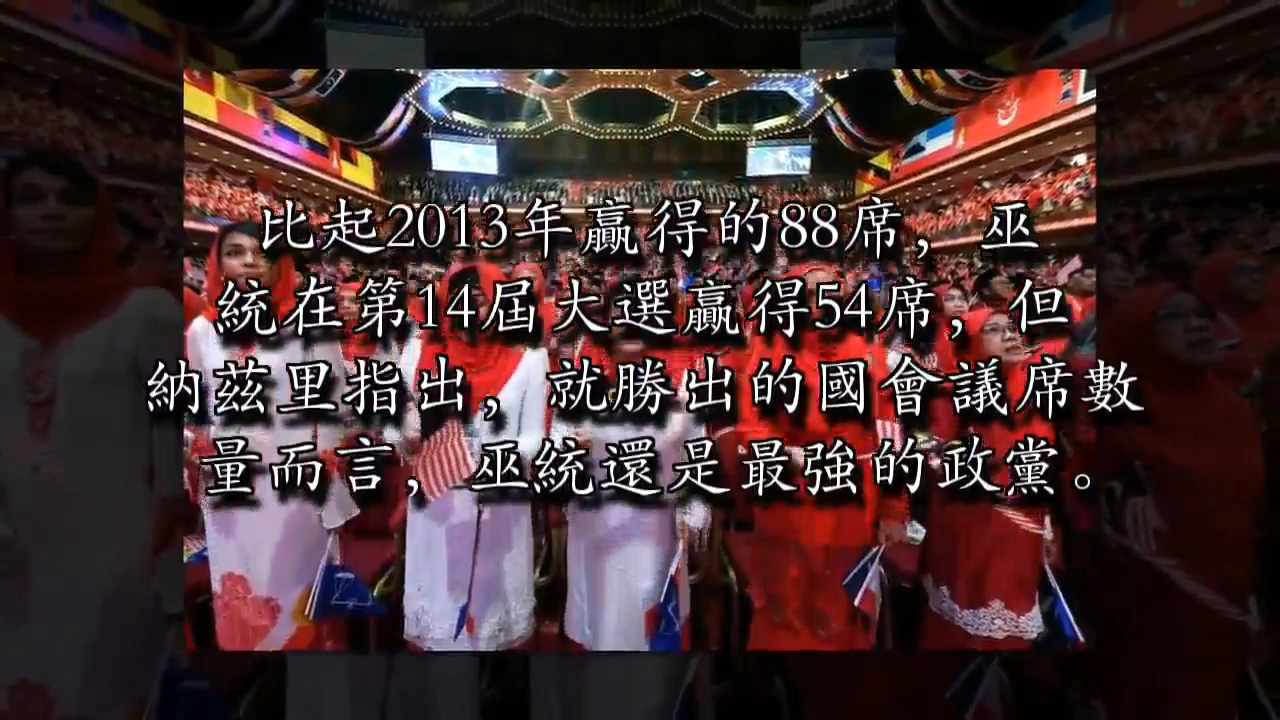 比起2013年贏得的88席，巫
統在第14屆大選贏得54席，但
納茲里指出，就勝出的國會議席數
量而言，巫統還是最強的政黨。